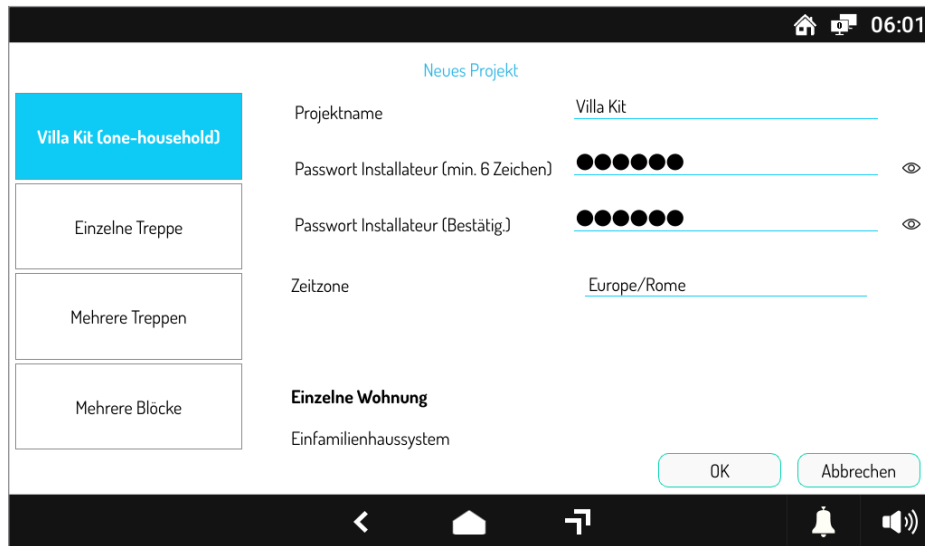 06:01
Neues Projekt
Villa Kit (one-household)
Einzelne Treppe
Mehrere Treppen
Mehrere Blöcke
Projektname
Villa Kit
Passwort Installateur (min. 6 Zeichen)
●●●●●●
Passwort Installateur (Bestätig.)
●●●●●●
Zeitzone
Europe/Rome
Einzelne Wohnung
Einfamilienhaussystem
OK
Abbrechen